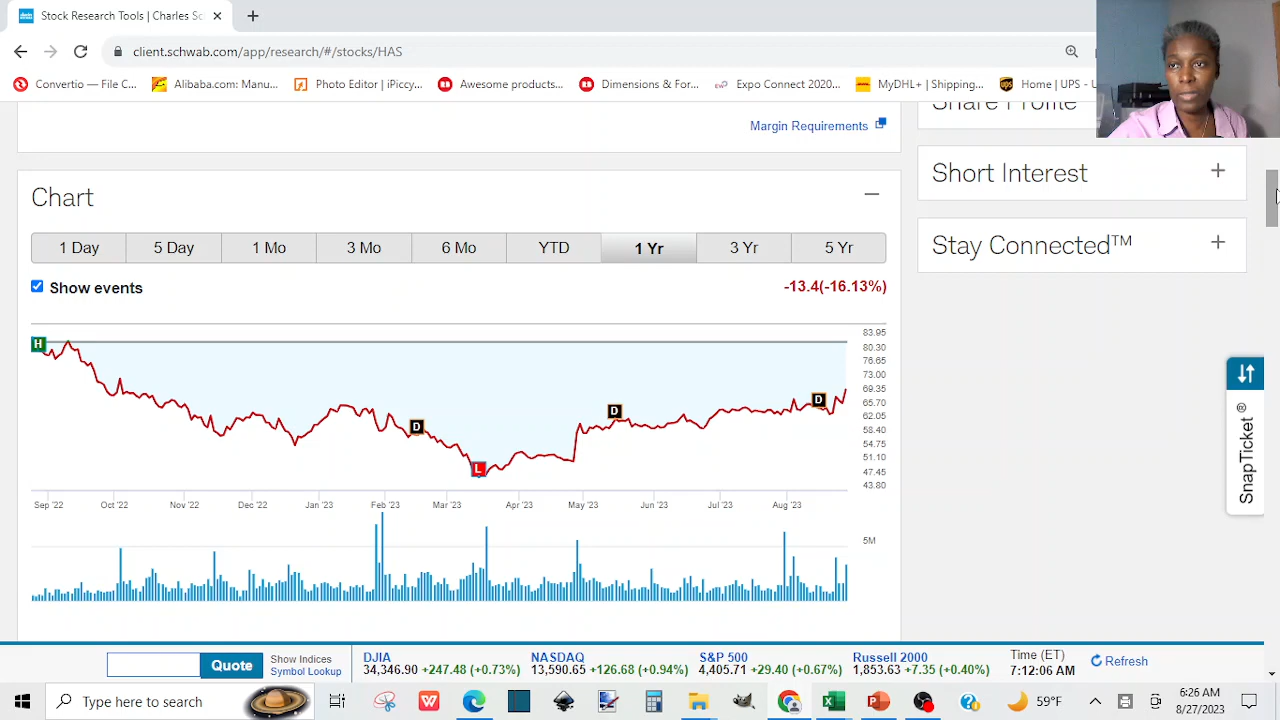 Stock Research Tools | Charles Sc
client.schwab.com/app/research/#/stocks/HAS
Convertio — File C...
Alibaba.com: Manu...
Photo Editor | iPiccy...
Awesome products...
Dimensions & For...
Expo Connect 2020...
MyDHL+ | Shipping...
Home | UPS - U
Margin Requirements
Share Profile
Short Interest
Stay Connected™
Chart
1 Day 5 Day 1 Mo 3 Mo 6 Mo YTD 1 Yr 3 Yr 5 Yr
Show events
-13.4(-16.13%)
83.95
80.30
76.65
73.00
69.35
65.70
62.05
58.40
54.75
51.10
47.45
43.80
H
D
L
D
D
Sep '22 Oct '22 Nov '22 Dec '22 Jan '23 Feb '23 Mar '23 Apr '23 May '23 Jun '23 Jul '23 Aug '23
5M
SnapTicket®
Quote
Show Indices
Symbol Lookup
DJIA
34,346.90 +247.48 (+0.73%)
NASDAQ
13,590.65 +126.68 (+0.94%)
S&P 500
4,405.71 +29.40 (+0.67%)
Russell 2000
1,853.63 +7.35 (+0.40%)
Time (ET)
7:12:06 AM
Refresh
Type here to search
59°F
6:26 AM
8/27/2023